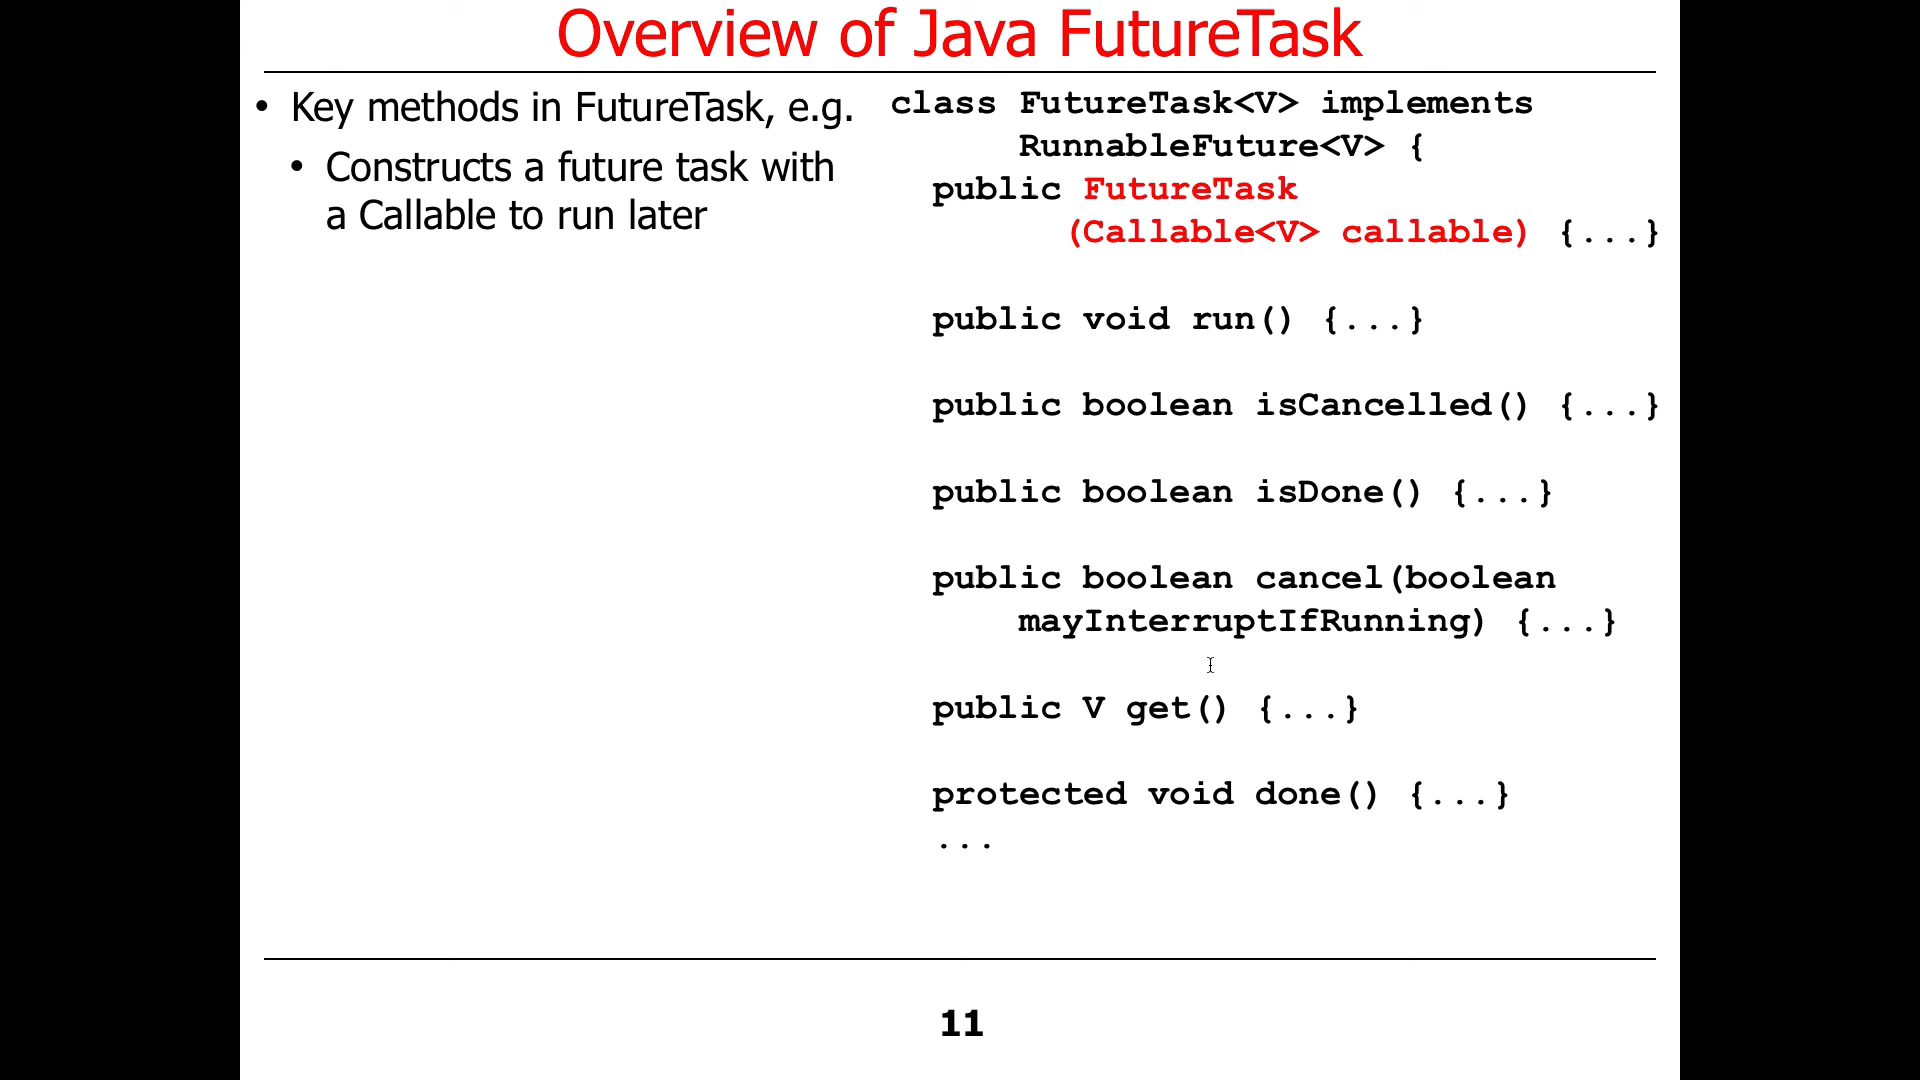 Overview of Java FutureTask
• Key methods in FutureTask, e.g.
• Constructs a future task with
a Callable to run later
class FutureTask<V> implements
RunnableFuture<V> {
public FutureTask
(Callable<V> callable) {...}
public void run() {...}
public boolean isCancelled() {...}
public boolean isDone() {...}
public boolean cancel(boolean
mayInterruptIfRunning) {...}
public V get() {...}
protected void done() {...}
...
11